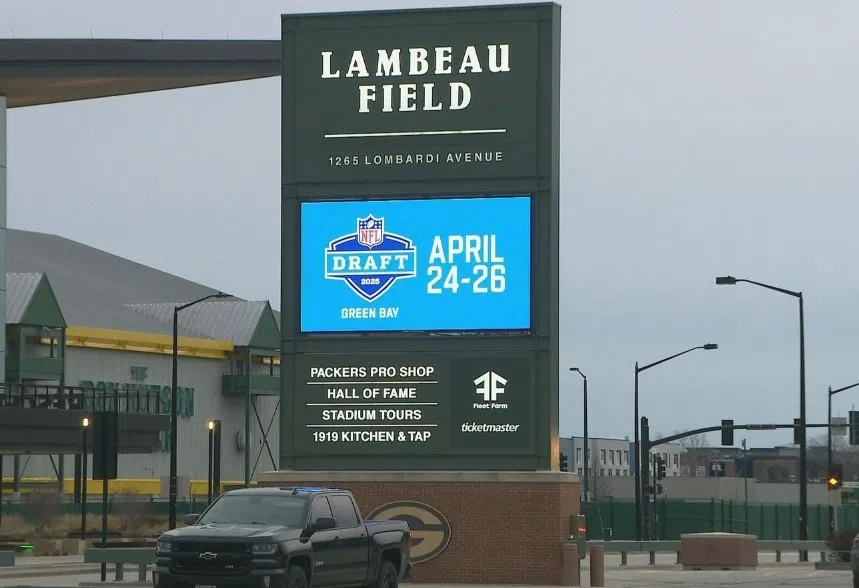 LAMBEAU
FIELD
1265 LOMBARDI AVENUE
NFL
DRAFT
2025
GREEN BAY
APRIL
24-26
PACKERS PRO SHOP
HALL OF FAME
STADIUM TOURS
1919 KITCHEN & TAP
Fleet Farm
ticketmaster
THE
G